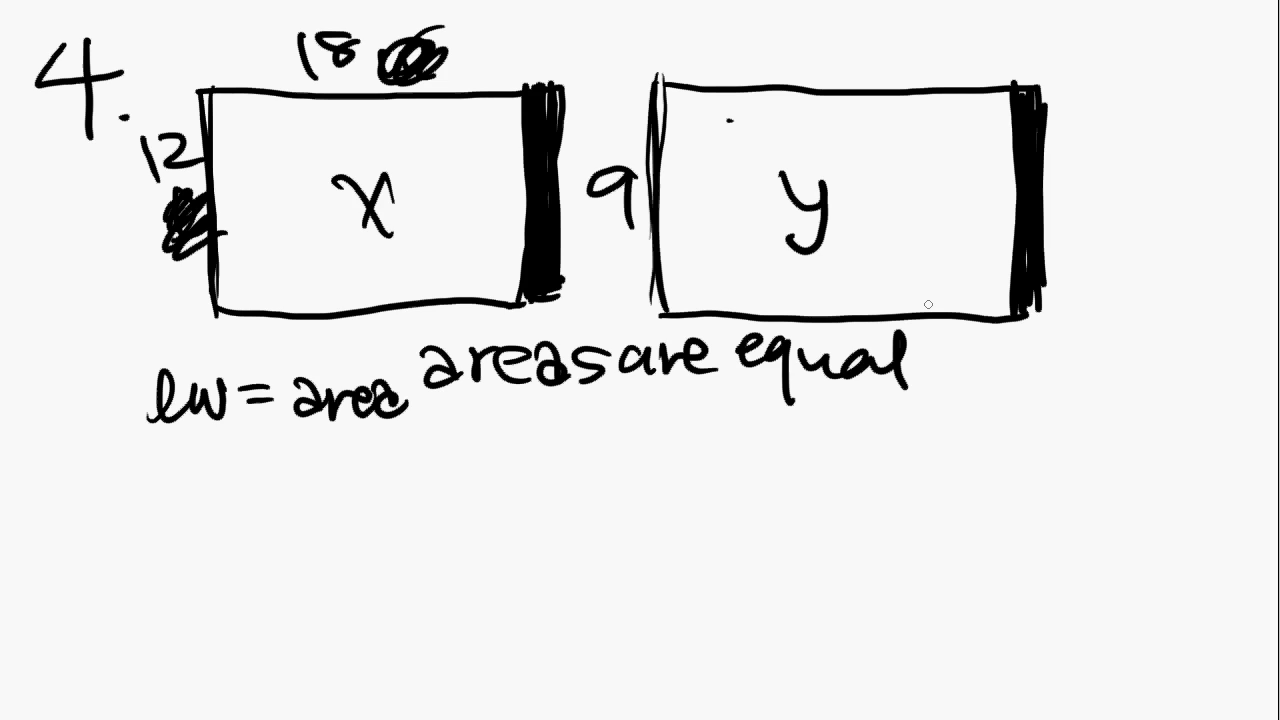 4.
18
12
x
9
y
areas are equal
lw = area